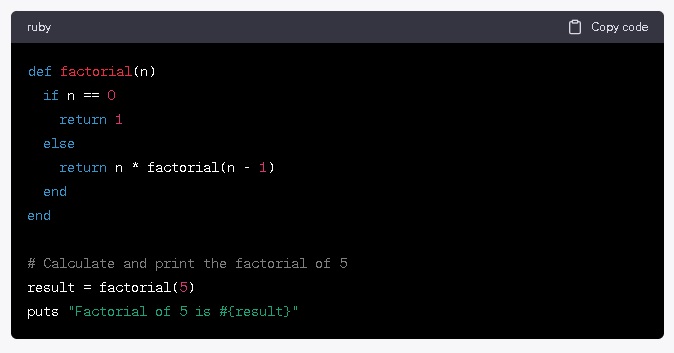 ruby
Copy code
def factorial(n)
  if n == 0
    return 1
  else
    return n * factorial(n - 1)
  end
end

# Calculate and print the factorial of 5
result = factorial(5)
puts "Factorial of 5 is #{result}"